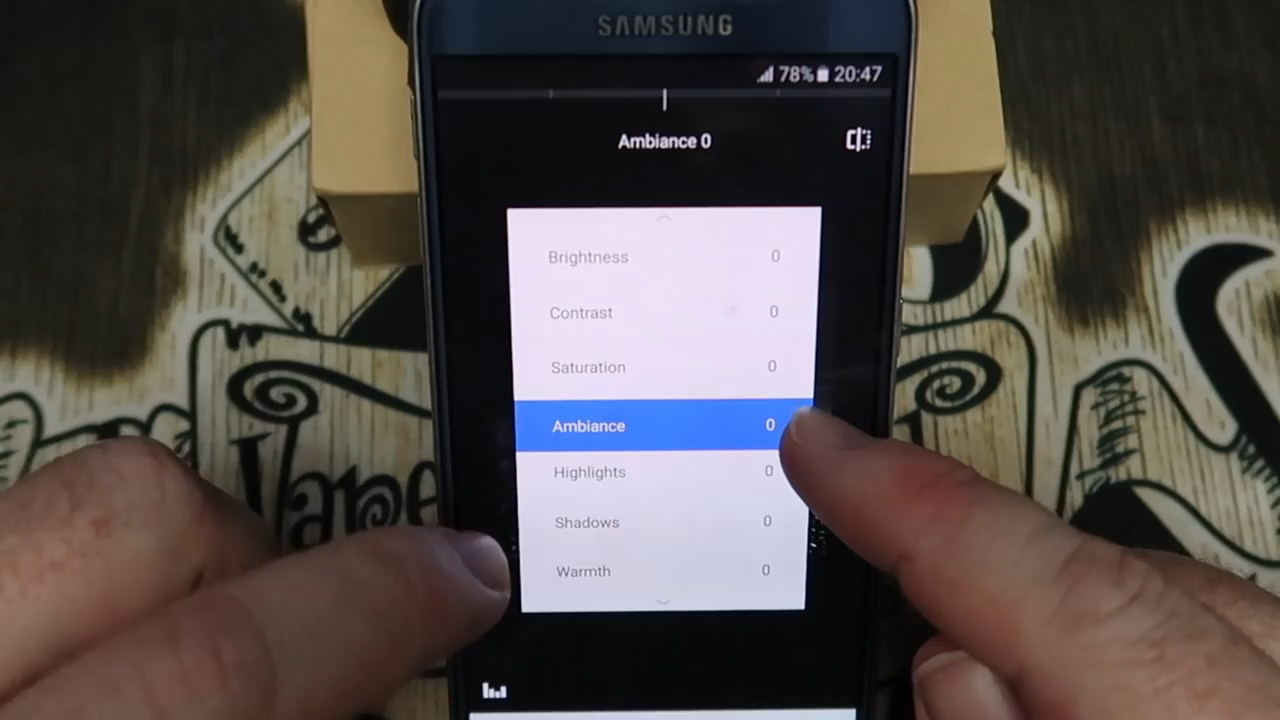 SAMSUNG
78% 20:47
Ambiance 0
Brightness 0
Contrast 0
Saturation 0
Ambiance 0
Highlights 0
Shadows 0
Warmth 0
Vape